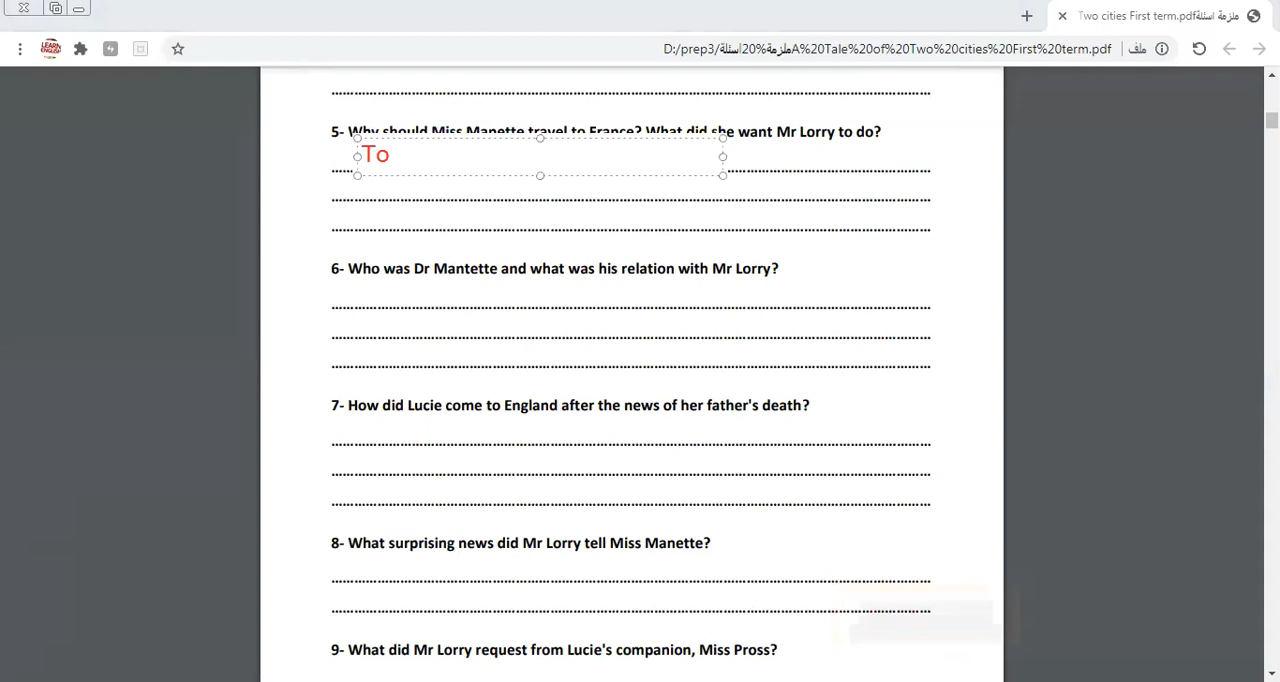 Two cities First term.pdfملزمة اسئلة
D:/prep3/ملزمة%20اسئلةA%20Tale%20of%20Two%20cities%20First%20term.pdf ملف
LEARN ENGLISH
5- Why should Miss Manette travel to France? What did she want Mr Lorry to do?
To
6- Who was Dr Mantette and what was his relation with Mr Lorry?
7- How did Lucie come to England after the news of her father's death?
8- What surprising news did Mr Lorry tell Miss Manette?
9- What did Mr Lorry request from Lucie's companion, Miss Pross?